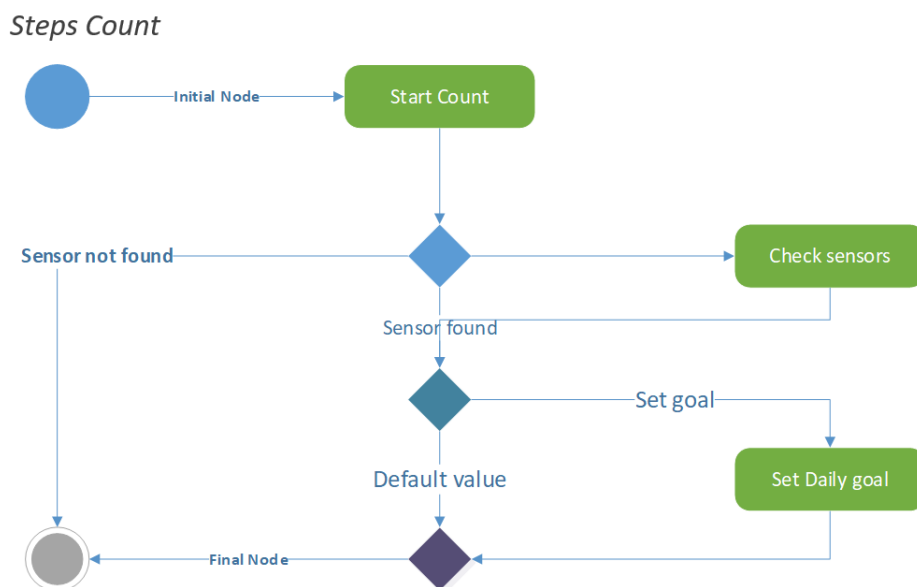 Steps Count
Initial Node
Start Count
Sensor not found
Check sensors
Sensor found
Set goal
Default value
Set Daily goal
Final Node